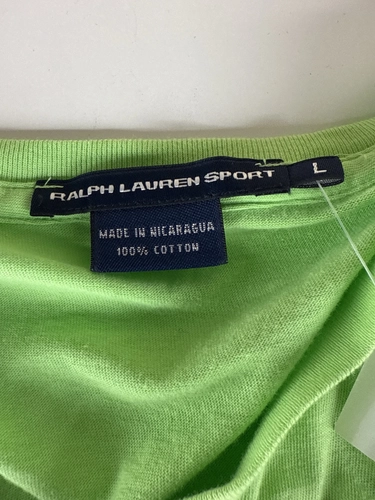 RALPH LAUREN SPORT L
MADE IN NICARAGUA
100% COTTON